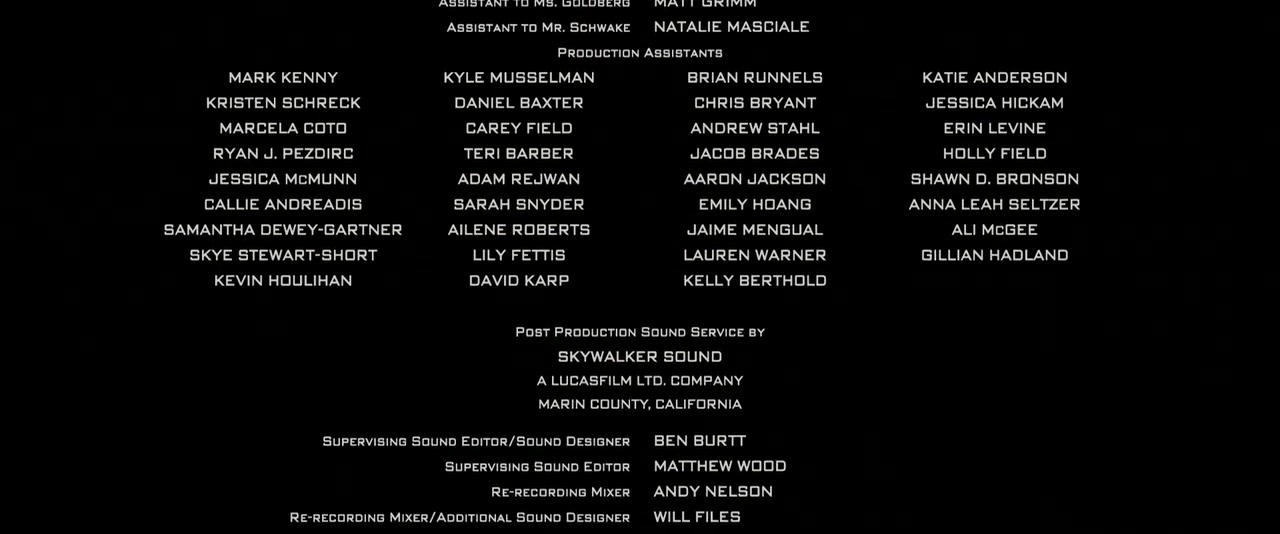 Assistant to Ms. Goldberg MATT GRIMM
Assistant to Mr. Schwake NATALIE MASCIALE
Production Assistants
MARK KENNY KYLE MUSSELMAN BRIAN RUNNELS KATIE ANDERSON
KRISTEN SCHRECK DANIEL BAXTER CHRIS BRYANT JESSICA HICKAM
MARCELA COTO CAREY FIELD ANDREW STAHL ERIN LEVINE
RYAN J. PEZDIRC TERI BARBER JACOB BRADES HOLLY FIELD
JESSICA McMUNN ADAM REJWAN AARON JACKSON SHAWN D. BRONSON
CALLIE ANDREADIS SARAH SNYDER EMILY HOANG ANNA LEAH SELTZER
SAMANTHA DEWEY-GARTNER AILENE ROBERTS JAIME MENGUAL ALI McGEE
SKYE STEWART-SHORT LILY FETTIS LAUREN WARNER GILLIAN HADLAND
KEVIN HOULIHAN DAVID KARP KELLY BERTHOLD
Post Production Sound Service by
SKYWALKER SOUND
A LUCASFILM LTD. COMPANY
MARIN COUNTY, CALIFORNIA
Supervising Sound Editor/Sound Designer BEN BURTT
Supervising Sound Editor MATTHEW WOOD
Re-recording Mixer ANDY NELSON
Re-recording Mixer/Additional Sound Designer WILL FILES